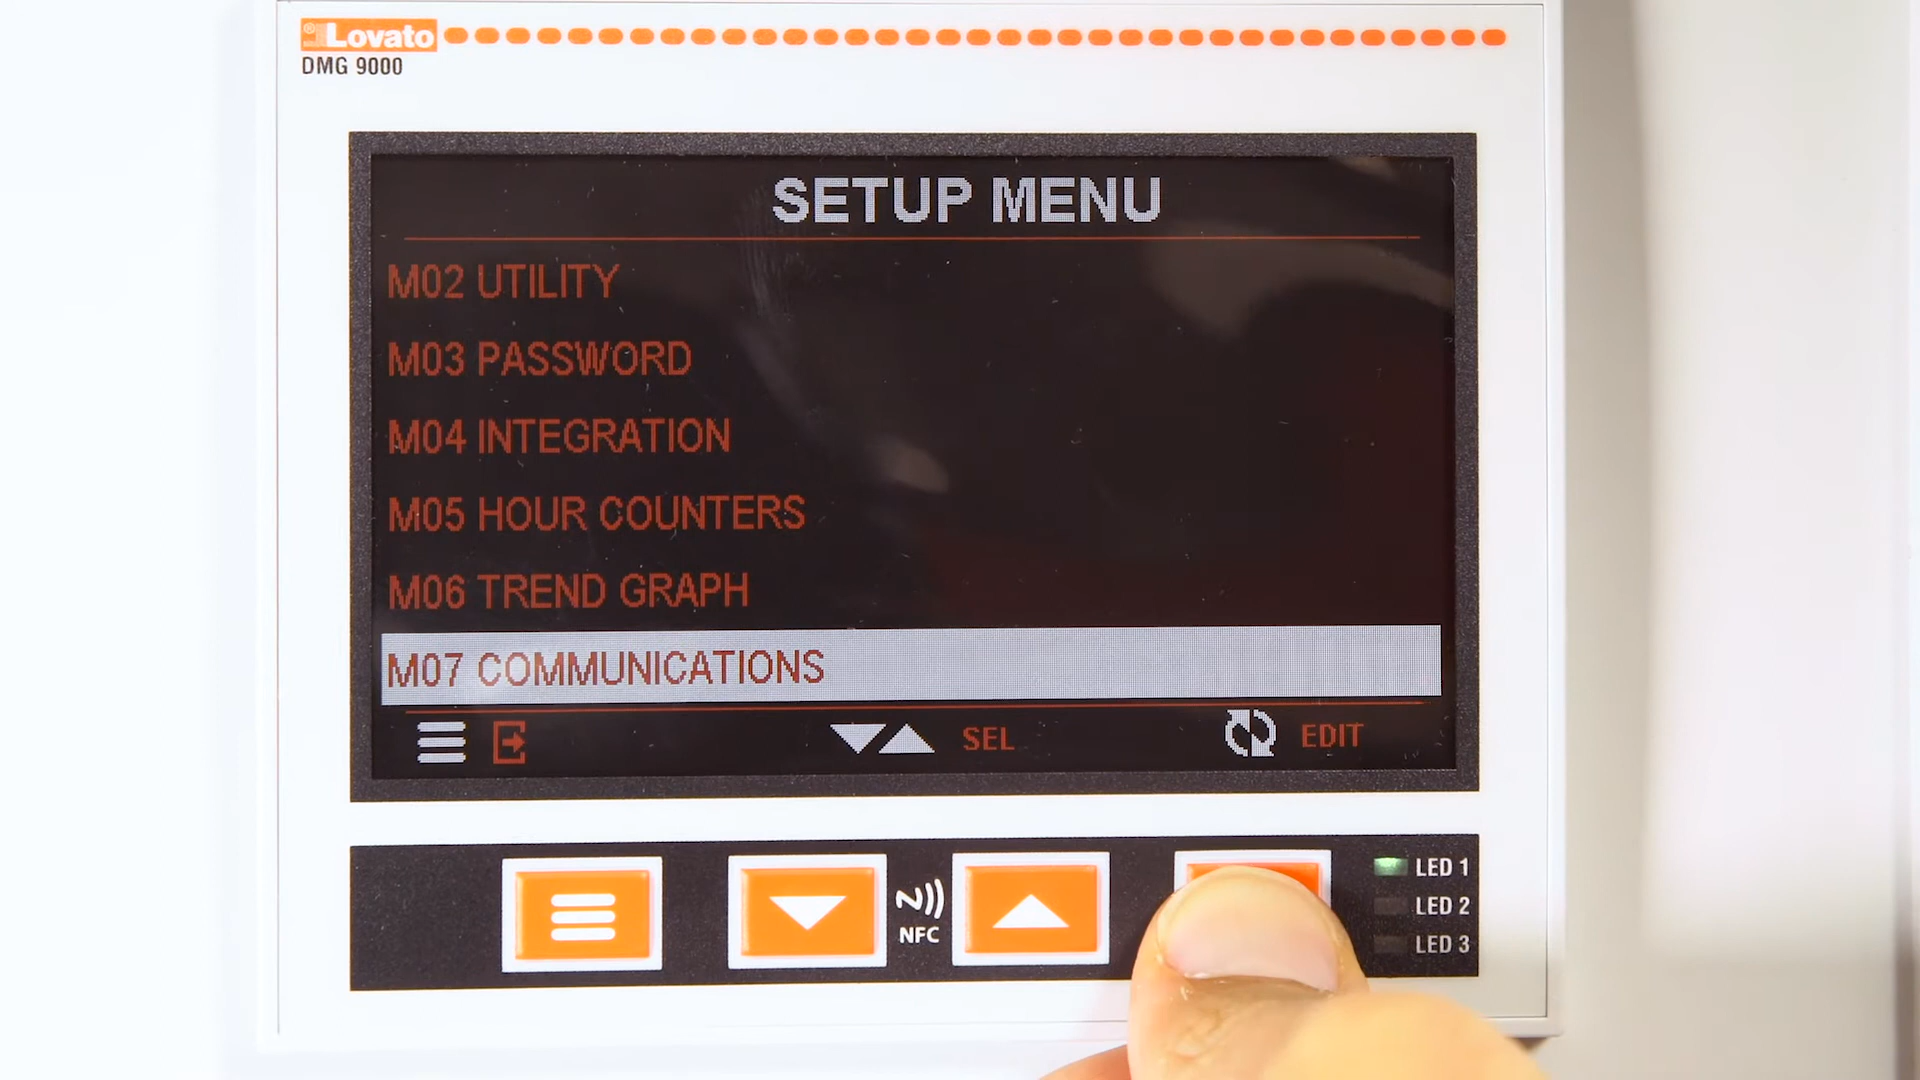 ® Lovato
DMG 9000
SETUP MENU
M02 UTILITY
M03 PASSWORD
M04 INTEGRATION
M05 HOUR COUNTERS
M06 TREND GRAPH
M07 COMMUNICATIONS
SEL EDIT
NFC
LED 1
LED 2
LED 3